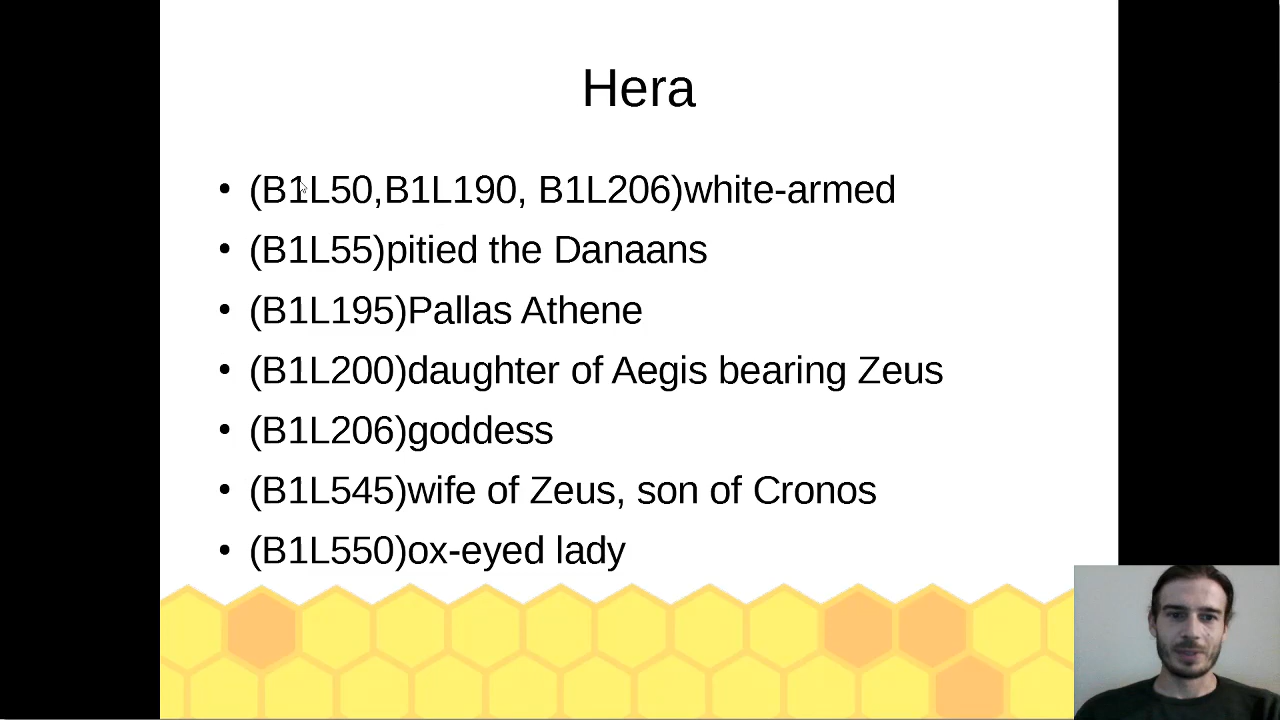 Hera
• (B1L50,B1L190, B1L206)white-armed
• (B1L55)pitied the Danaans
• (B1L195)Pallas Athene
• (B1L200)daughter of Aegis bearing Zeus
• (B1L206)goddess
• (B1L545)wife of Zeus, son of Cronos
• (B1L550)ox-eyed lady